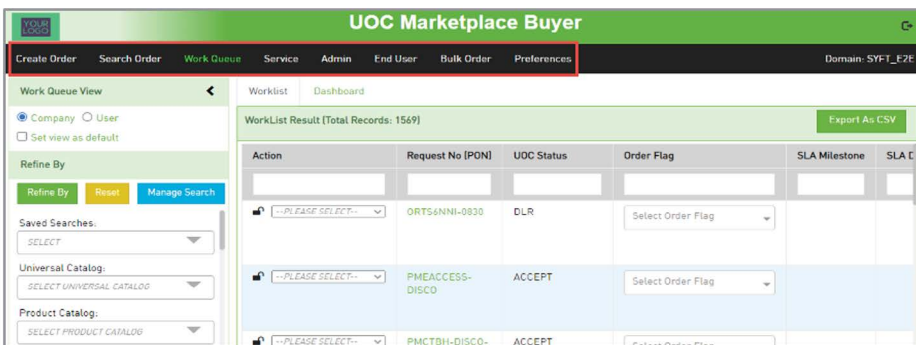 YOUR LOGO
UOC Marketplace Buyer
Create Order Search Order Work Queue Service Admin End User Bulk Order Preferences Domain: SYFT_E2E
Work Queue View
Company User
Set view as default
Refine By
Refine By Reset Manage Search
Saved Searches:
SELECT
Universal Catalog:
SELECT UNIVERSAL CATALOG
Product Catalog:
SELECT PRODUCT CATALOG
Worklist Dashboard
WorkList Result (Total Records: 1569) Export As CSV
Action Request No (PON) UOC Status Order Flag SLA Milestone SLA D
--PLEASE SELECT-- ORTS6NNI-0830 DLR Select Order Flag
--PLEASE SELECT-- PMEACCESS-DISCO ACCEPT Select Order Flag
--PLEASE SELECT-- PMCTBH-DISCO- ACCEPT Select Order Flag